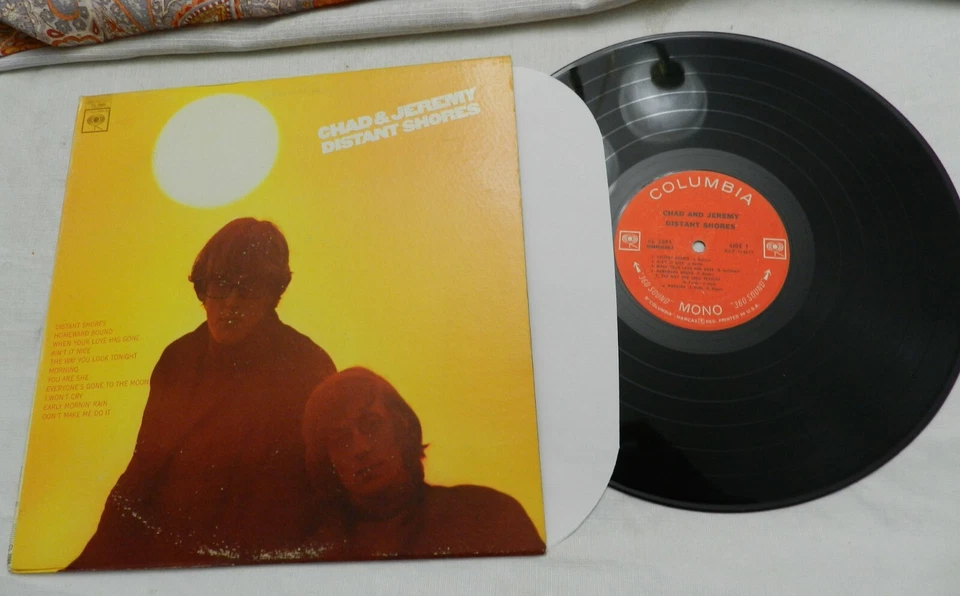 CHAD & JEREMY
DISTANT SHORES
DISTANT SHORES
HOMEWARD BOUND
WHEN YOUR LOVE HAS GONE
AIN'T IT NICE
THE WAY YOU LOOK TONIGHT
MORNING
YOU ARE SHE
EVERYONE'S GONE TO THE MOON
I WON'T CRY
EARLY MORNIN' RAIN
DON'T MAKE ME DO IT
COLUMBIA
CHAD AND JEREMY
DISTANT SHORES
SIDE 1
"360 SOUND"
MONO
"360 SOUND"
PRINTED IN U.S.A.